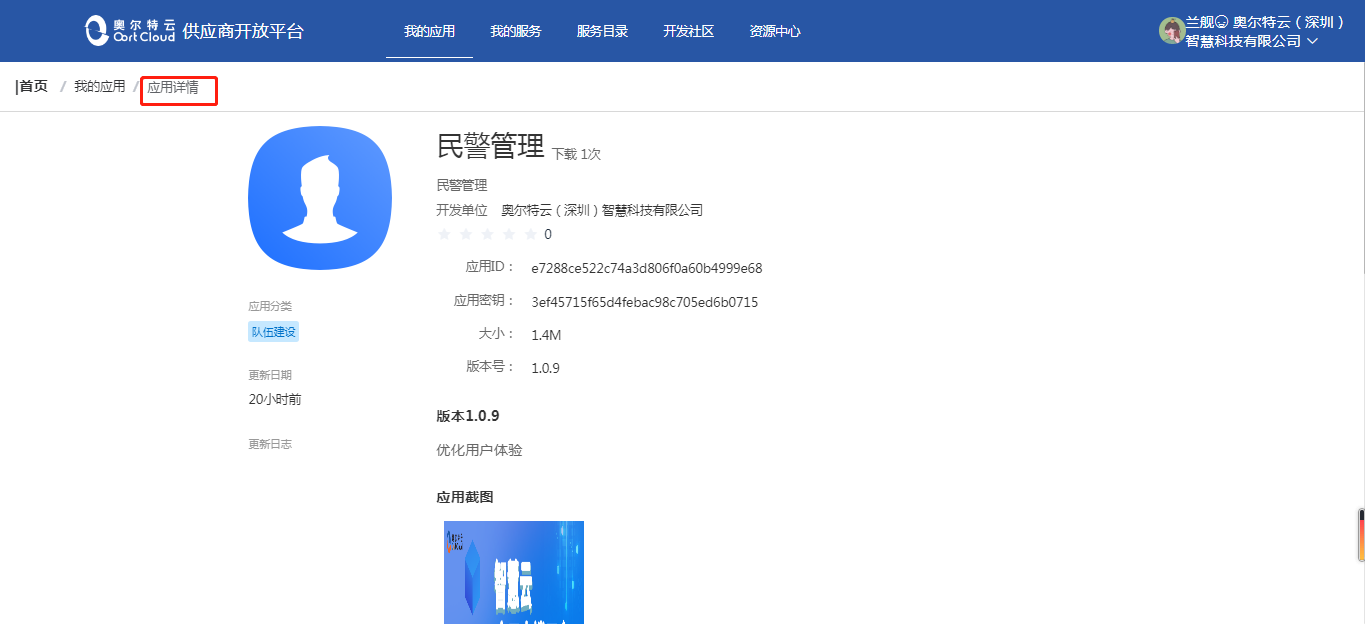 奥尔特云
Oort Cloud
供应商开放平台
我的应用
我的服务
服务目录
开发社区
资源中心
兰舰 奥尔特云（深圳）
智慧科技有限公司
|首页 / 我的应用 / 应用详情
民警管理 下载 1次
民警管理
开发单位 奥尔特云（深圳）智慧科技有限公司
0
应用ID： e7288ce522c74a3d806f0a60b4999e68
应用密钥： 3ef45715f65d4febac98c705ed6b0715
大小： 1.4M
版本号： 1.0.9
应用分类
队伍建设
更新日期
20小时前
更新日志
版本1.0.9
优化用户体验
应用截图
智慧云